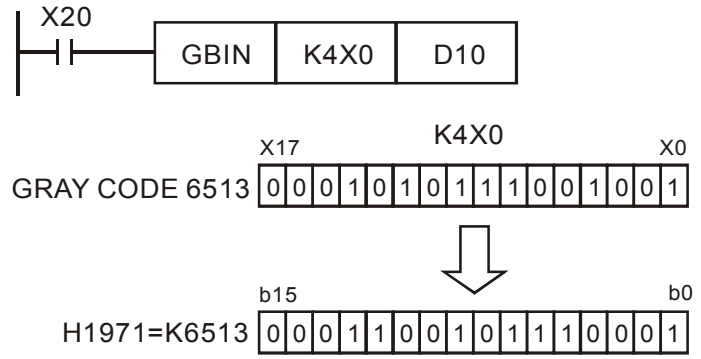 X20
GBIN K4X0 D10
K4X0
X17 X0
GRAY CODE 6513 0 0 0 1 0 1 0 1 1 1 0 0 1 0 0 1
b15 b0
H1971=K6513 0 0 0 1 1 0 0 1 0 1 1 1 0 0 0 1